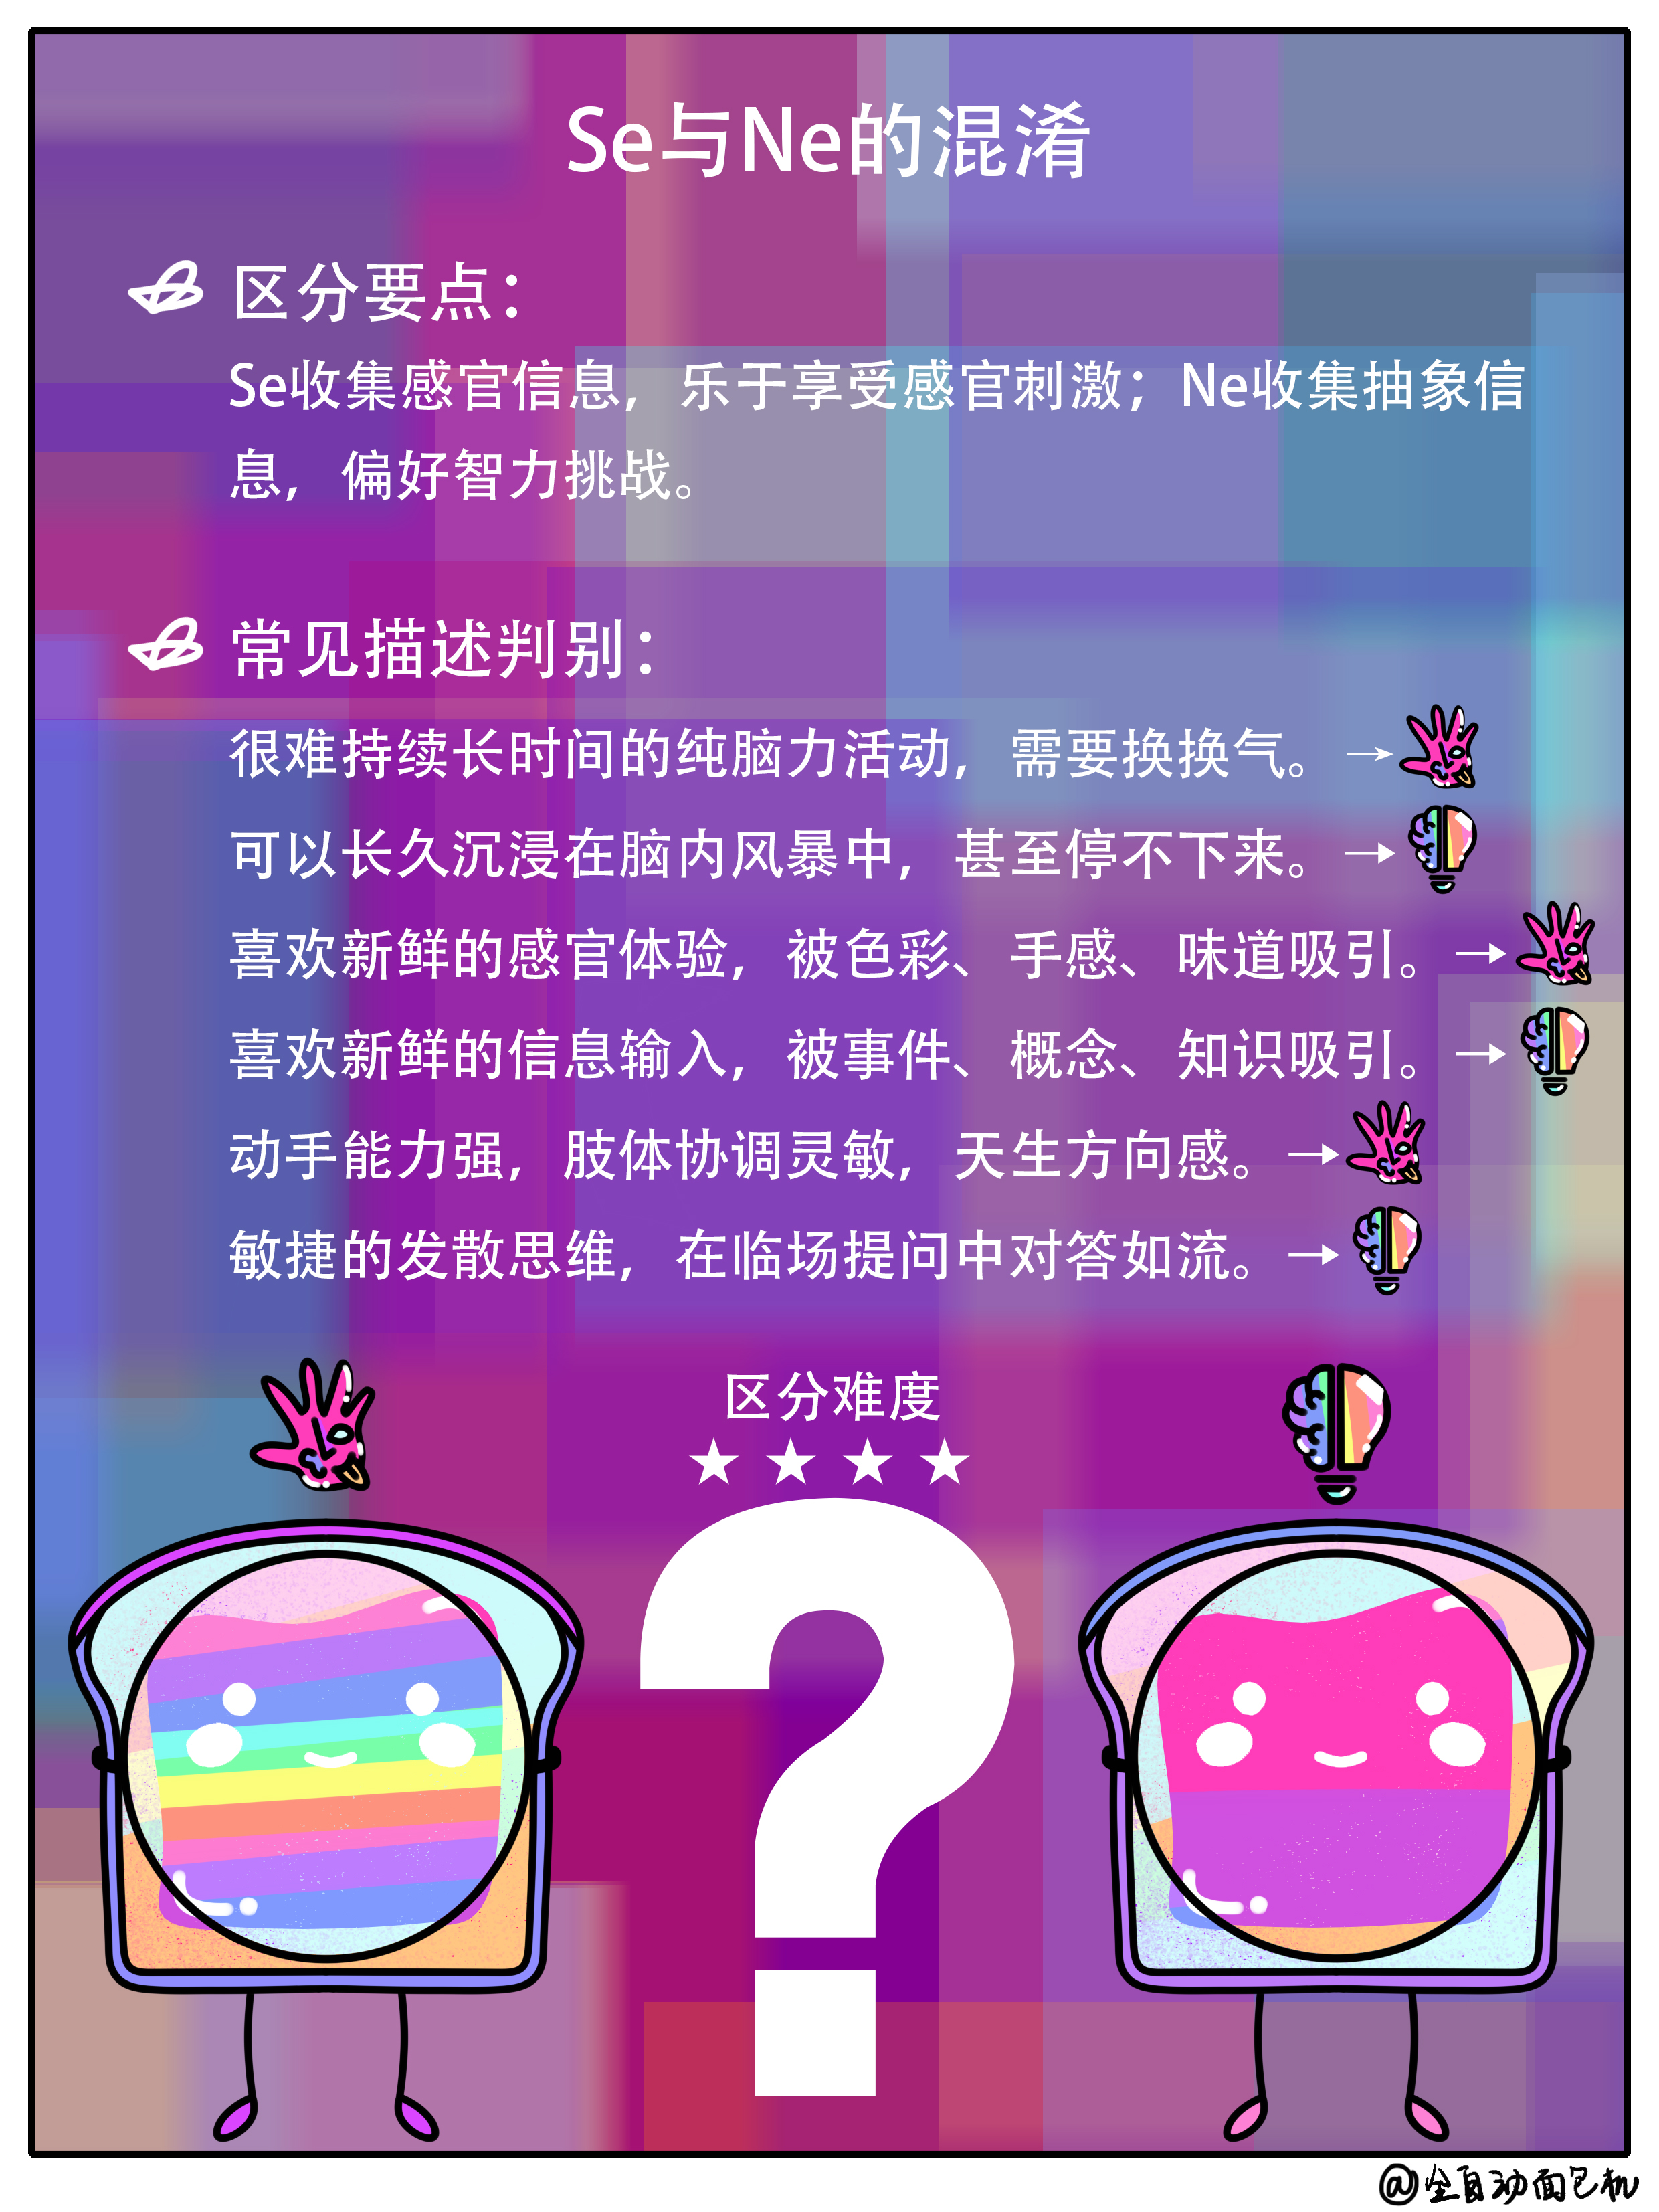 Se与Ne的混淆
区分要点：
Se收集感官信息，乐于享受感官刺激；Ne收集抽象信
息，偏好智力挑战。
常见描述判别：
很难持续长时间的纯脑力活动，需要换换气。→
可以长久沉浸在脑内风暴中，甚至停不下来。→
喜欢新鲜的感官体验，被色彩、手感、味道吸引。→
喜欢新鲜的信息输入，被事件、概念、知识吸引。→
动手能力强，肢体协调灵敏，天生方向感。→
敏捷的发散思维，在临场提问中对答如流。→
区分难度
★★★★
?
@全自动面包机